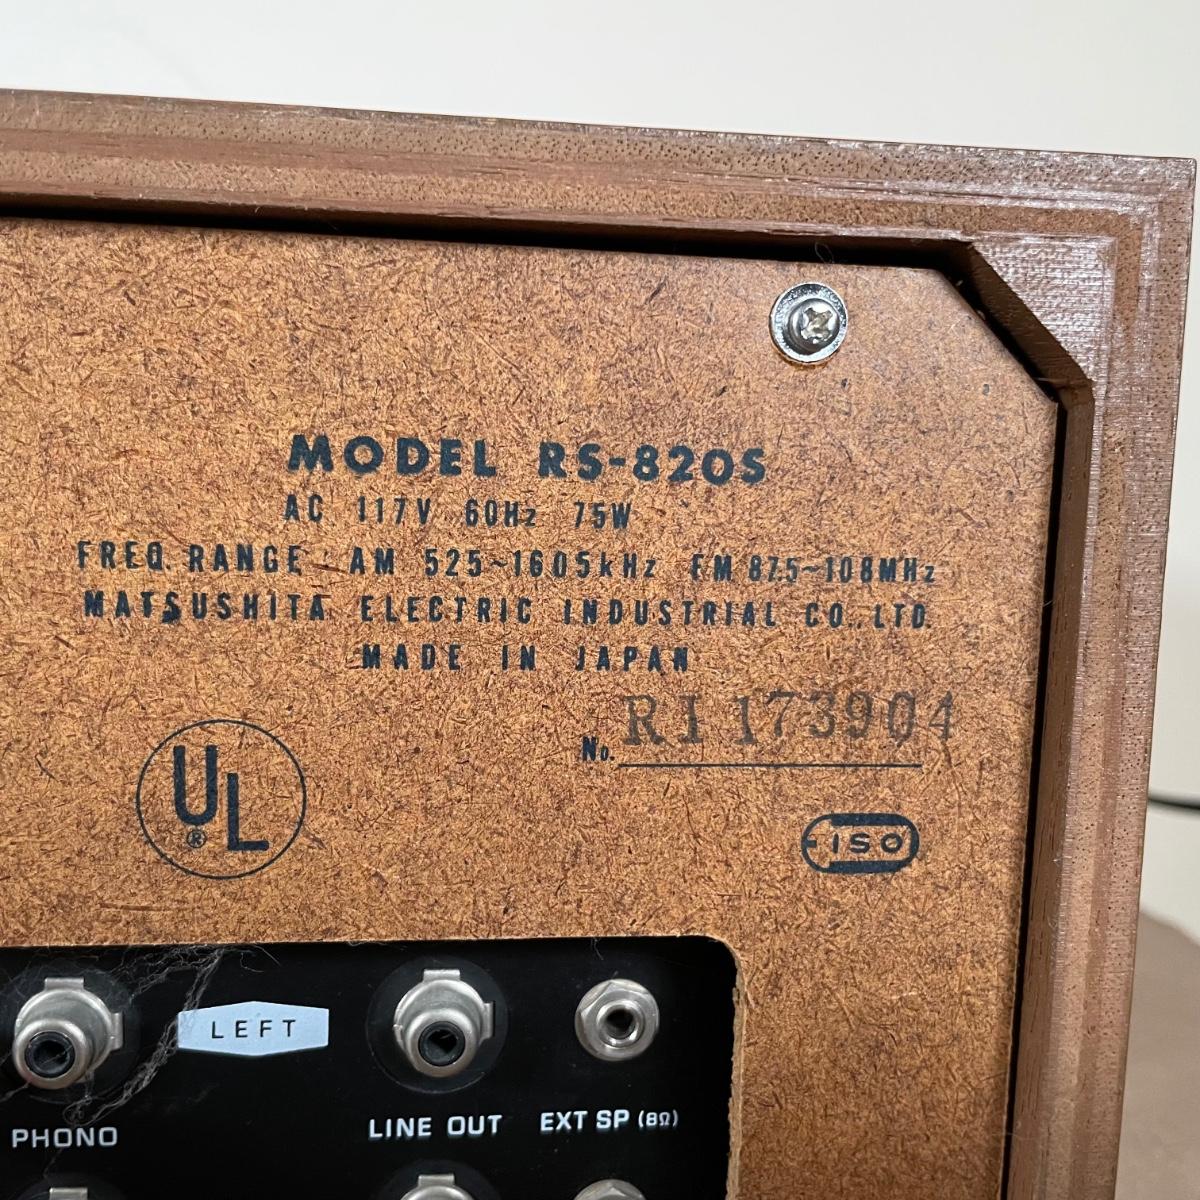 MODEL RS-820S
AC 117V 60Hz 75W
FREQ. RANGE AM 525~1605kHz FM 87.5~108MHz
MATSUSHITA ELECTRIC INDUSTRIAL CO., LTD.
MADE IN JAPAN
No. RI 173904
UL®
ISO
LEFT
PHONO
LINE OUT
EXT SP (8Ω)